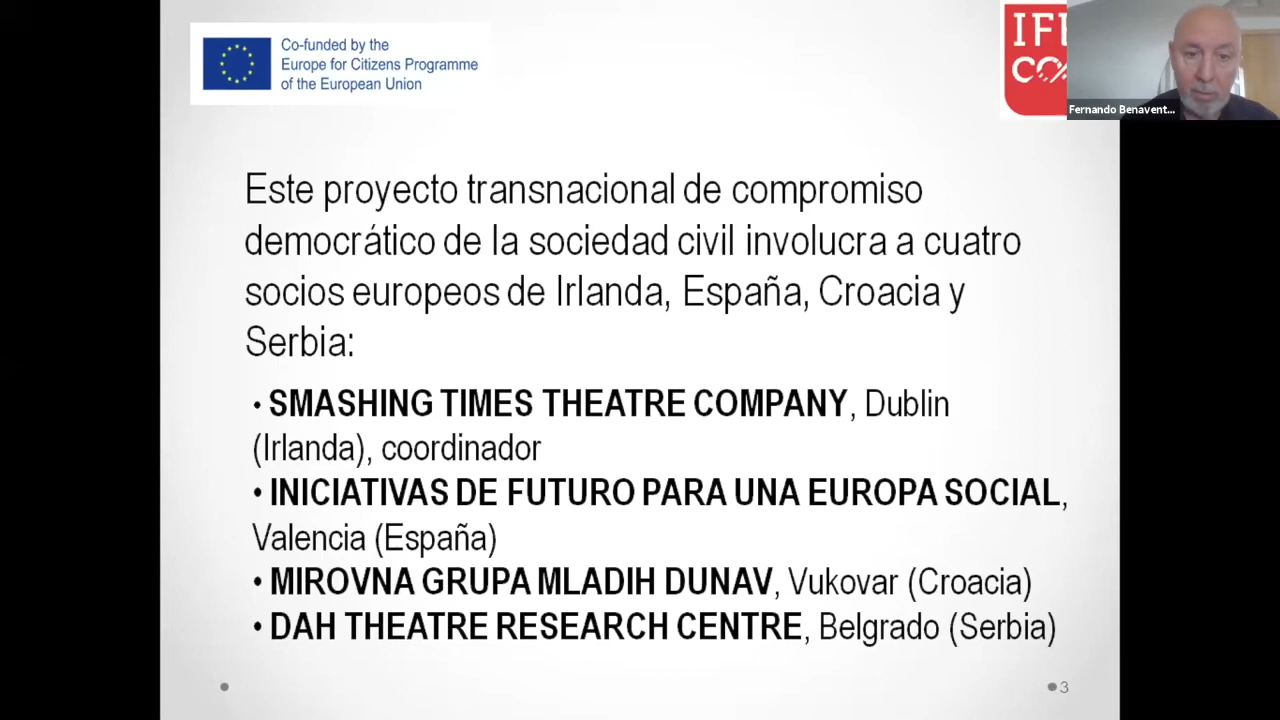 Co-funded by the
Europe for Citizens Programme
of the European Union
Fernando Benavent...
Este proyecto transnacional de compromiso
democrático de la sociedad civil involucra a cuatro
socios europeos de Irlanda, España, Croacia y
Serbia:
• SMASHING TIMES THEATRE COMPANY, Dublin
(Irlanda), coordinador
• INICIATIVAS DE FUTURO PARA UNA EUROPA SOCIAL,
Valencia (España)
• MIROVNA GRUPA MLADIH DUNAV, Vukovar (Croacia)
• DAH THEATRE RESEARCH CENTRE, Belgrado (Serbia)
3